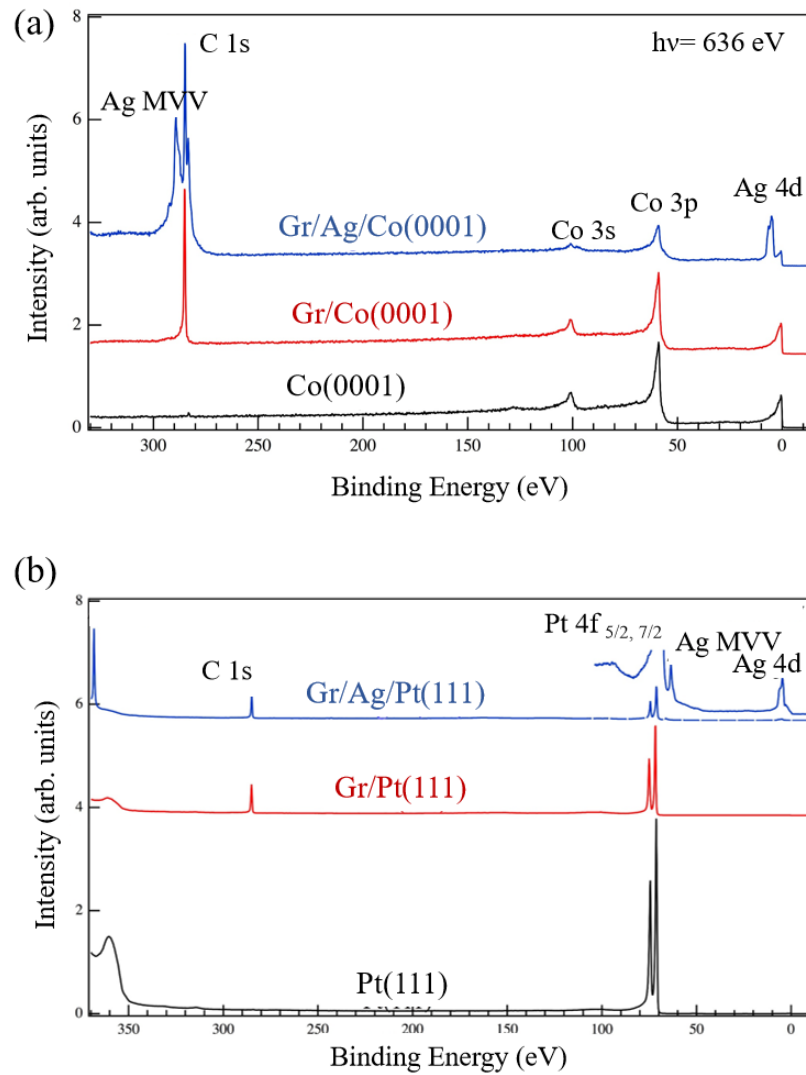 (a)
8
C 1s
hν= 636 eV
Ag MVV
6
Gr/Ag/Co(0001)
Co 3s
Co 3p
Ag 4d
4
Gr/Co(0001)
2
Co(0001)
0
300 250 200 150 100 50 0
Intensity (arb. units)
Binding Energy (eV)
(b)
8
Pt 4f 5/2, 7/2
Ag MVV
C 1s
Ag 4d
Gr/Ag/Pt(111)
6
Gr/Pt(111)
4
2
Pt(111)
0
350 300 250 200 150 100 50 0
Intensity (arb. units)
Binding Energy (eV)